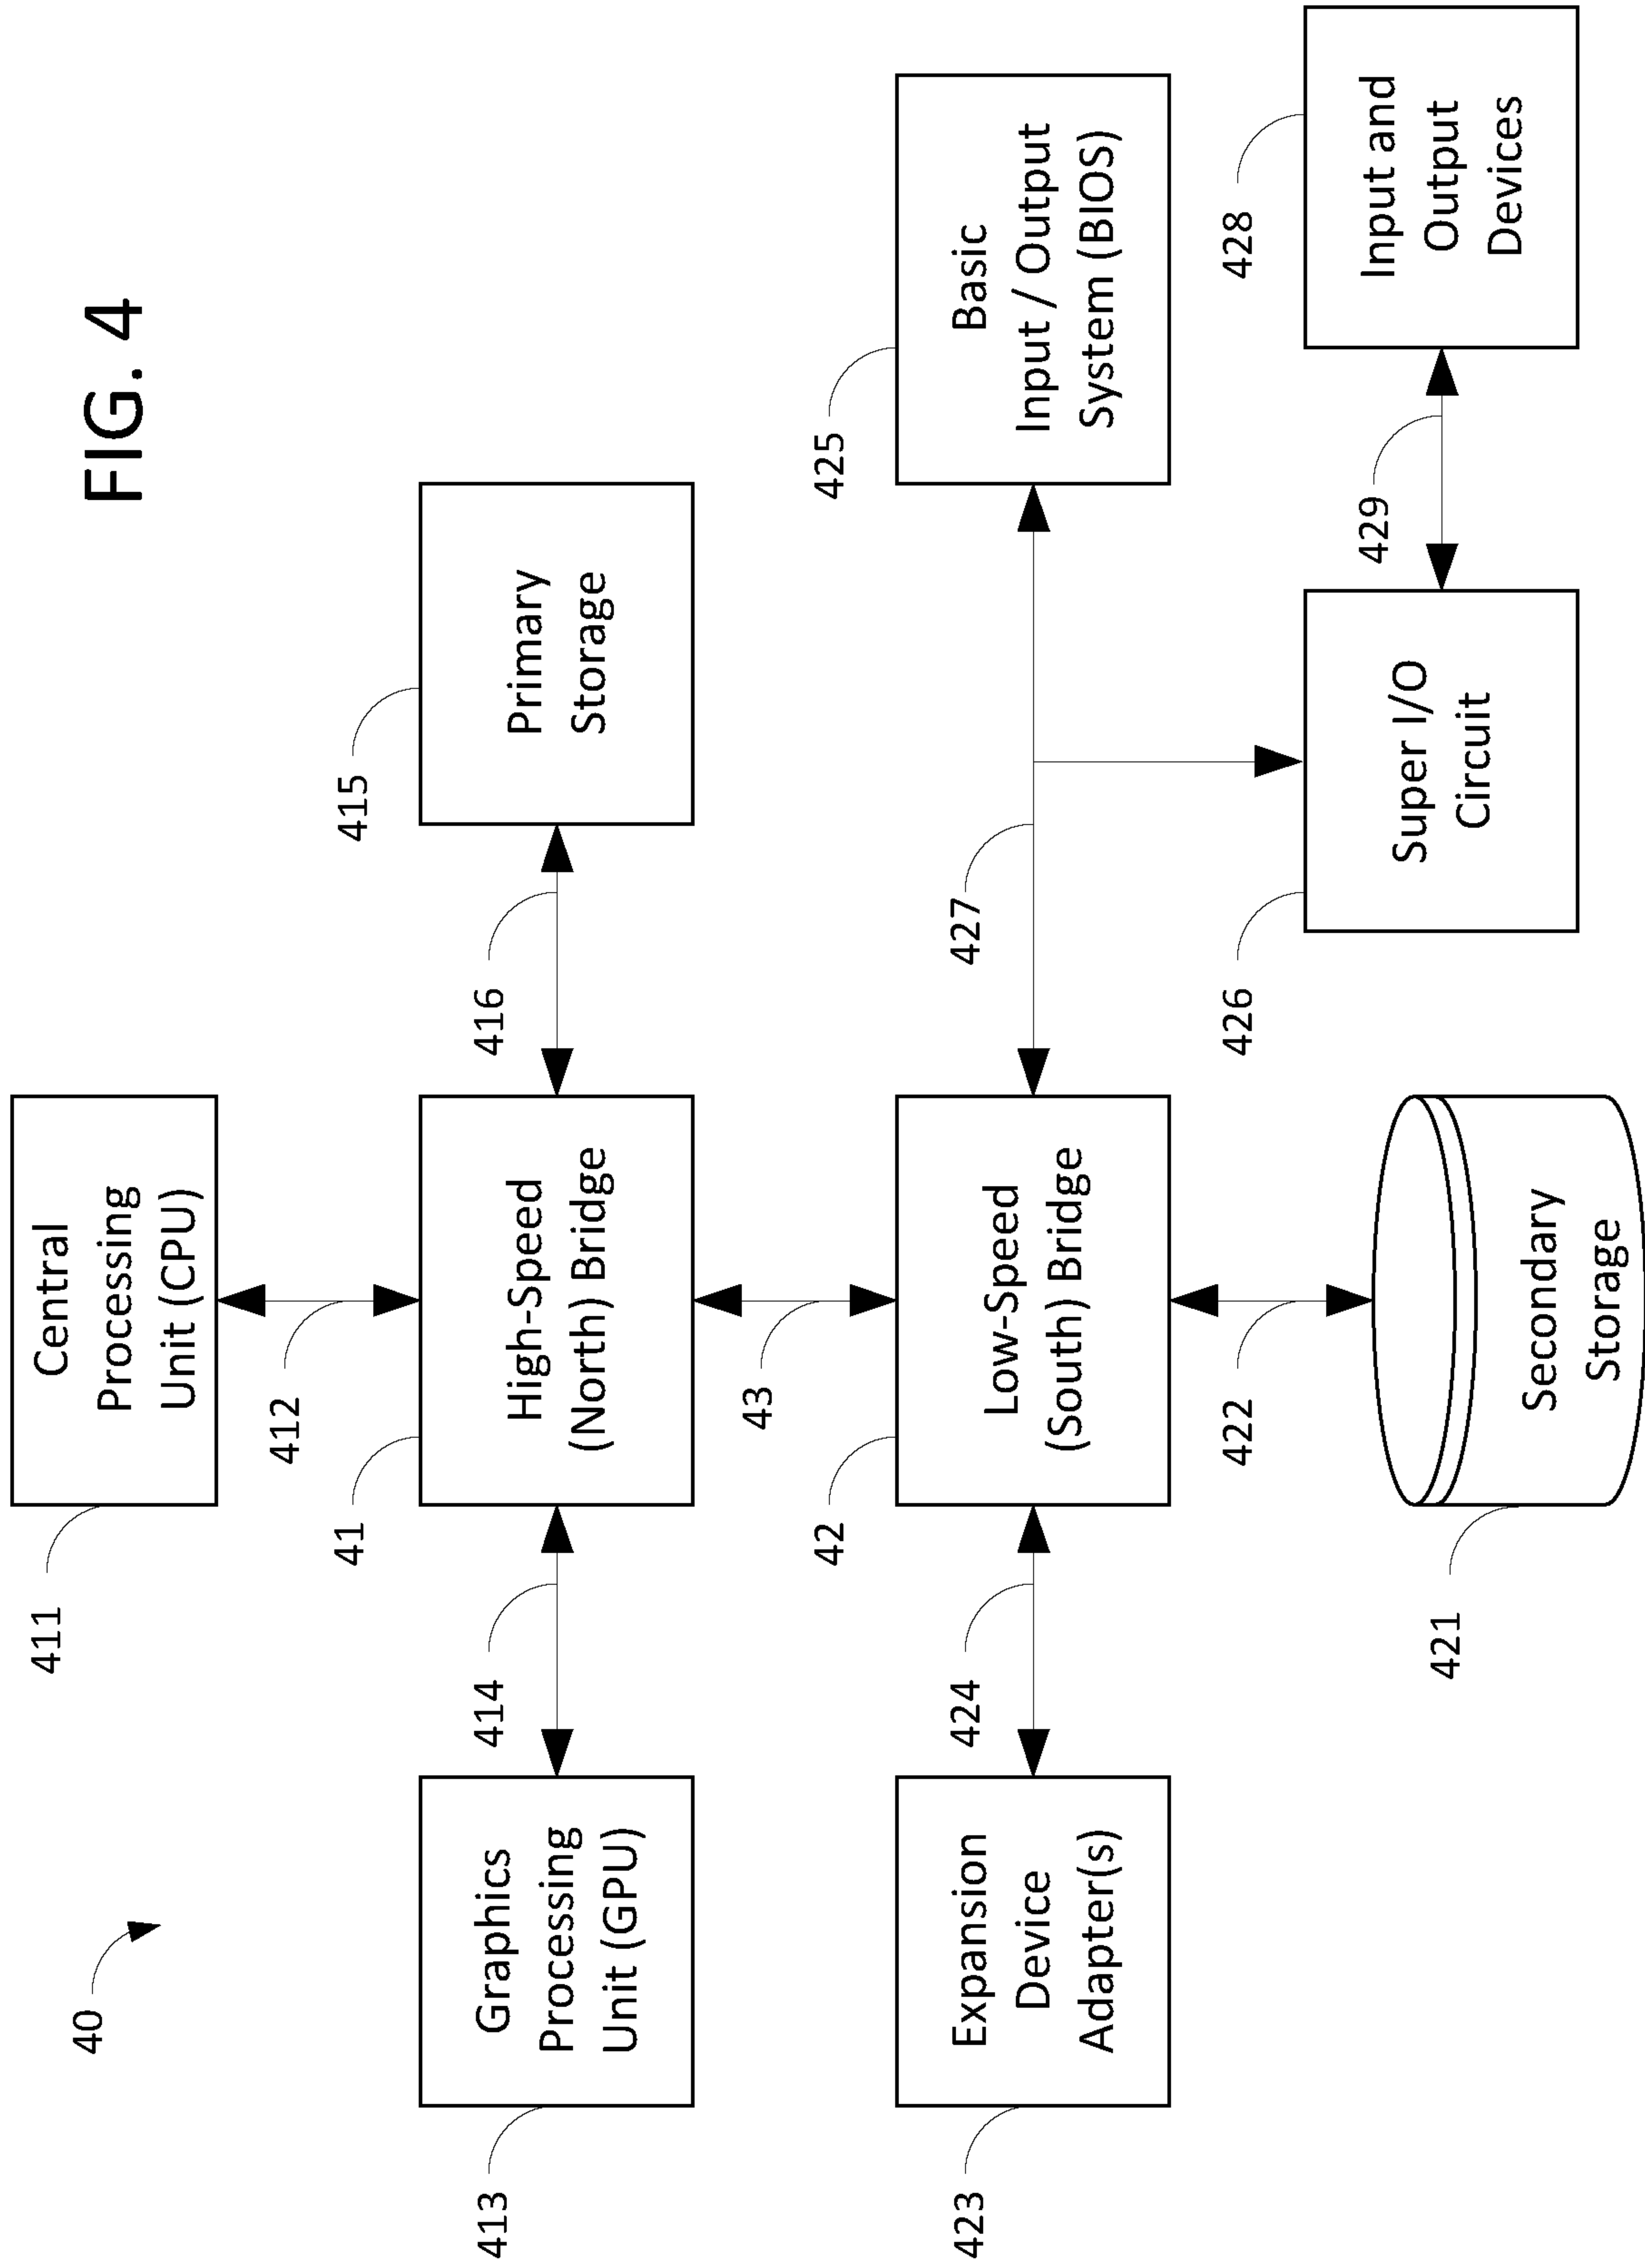 FIG. 4
40
411
Central
Processing
Unit (CPU)
412
413
Graphics
Processing
Unit (GPU)
414
41
High-Speed
(North) Bridge
416
415
Primary
Storage
43
423
Expansion
Device
Adapter(s)
424
42
Low-Speed
(South) Bridge
427
425
Basic
Input / Output
System (BIOS)
422
421
Secondary
Storage
426
Super I/O
Circuit
429
428
Input and
Output
Devices